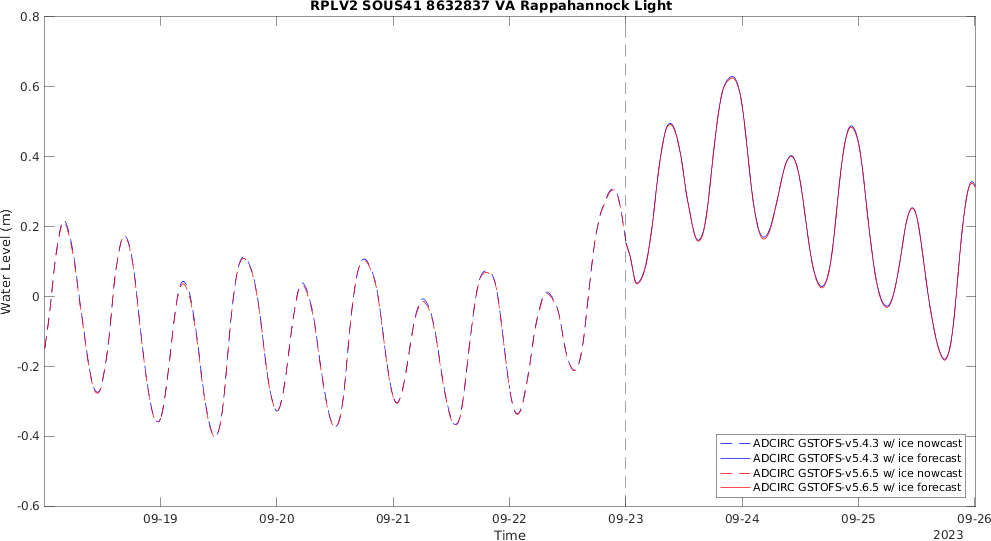 RPLV2 SOUS41 8632837 VA Rappahannock Light
0.8
0.6
0.4
0.2
0
-0.2
-0.4
-0.6
Water Level (m)
09-19 09-20 09-21 09-22 09-23 09-24 09-25 09-26
Time
2023
ADCIRC GSTOFS-v5.4.3 w/ ice nowcast
ADCIRC GSTOFS-v5.4.3 w/ ice forecast
ADCIRC GSTOFS-v5.6.5 w/ ice nowcast
ADCIRC GSTOFS-v5.6.5 w/ ice forecast